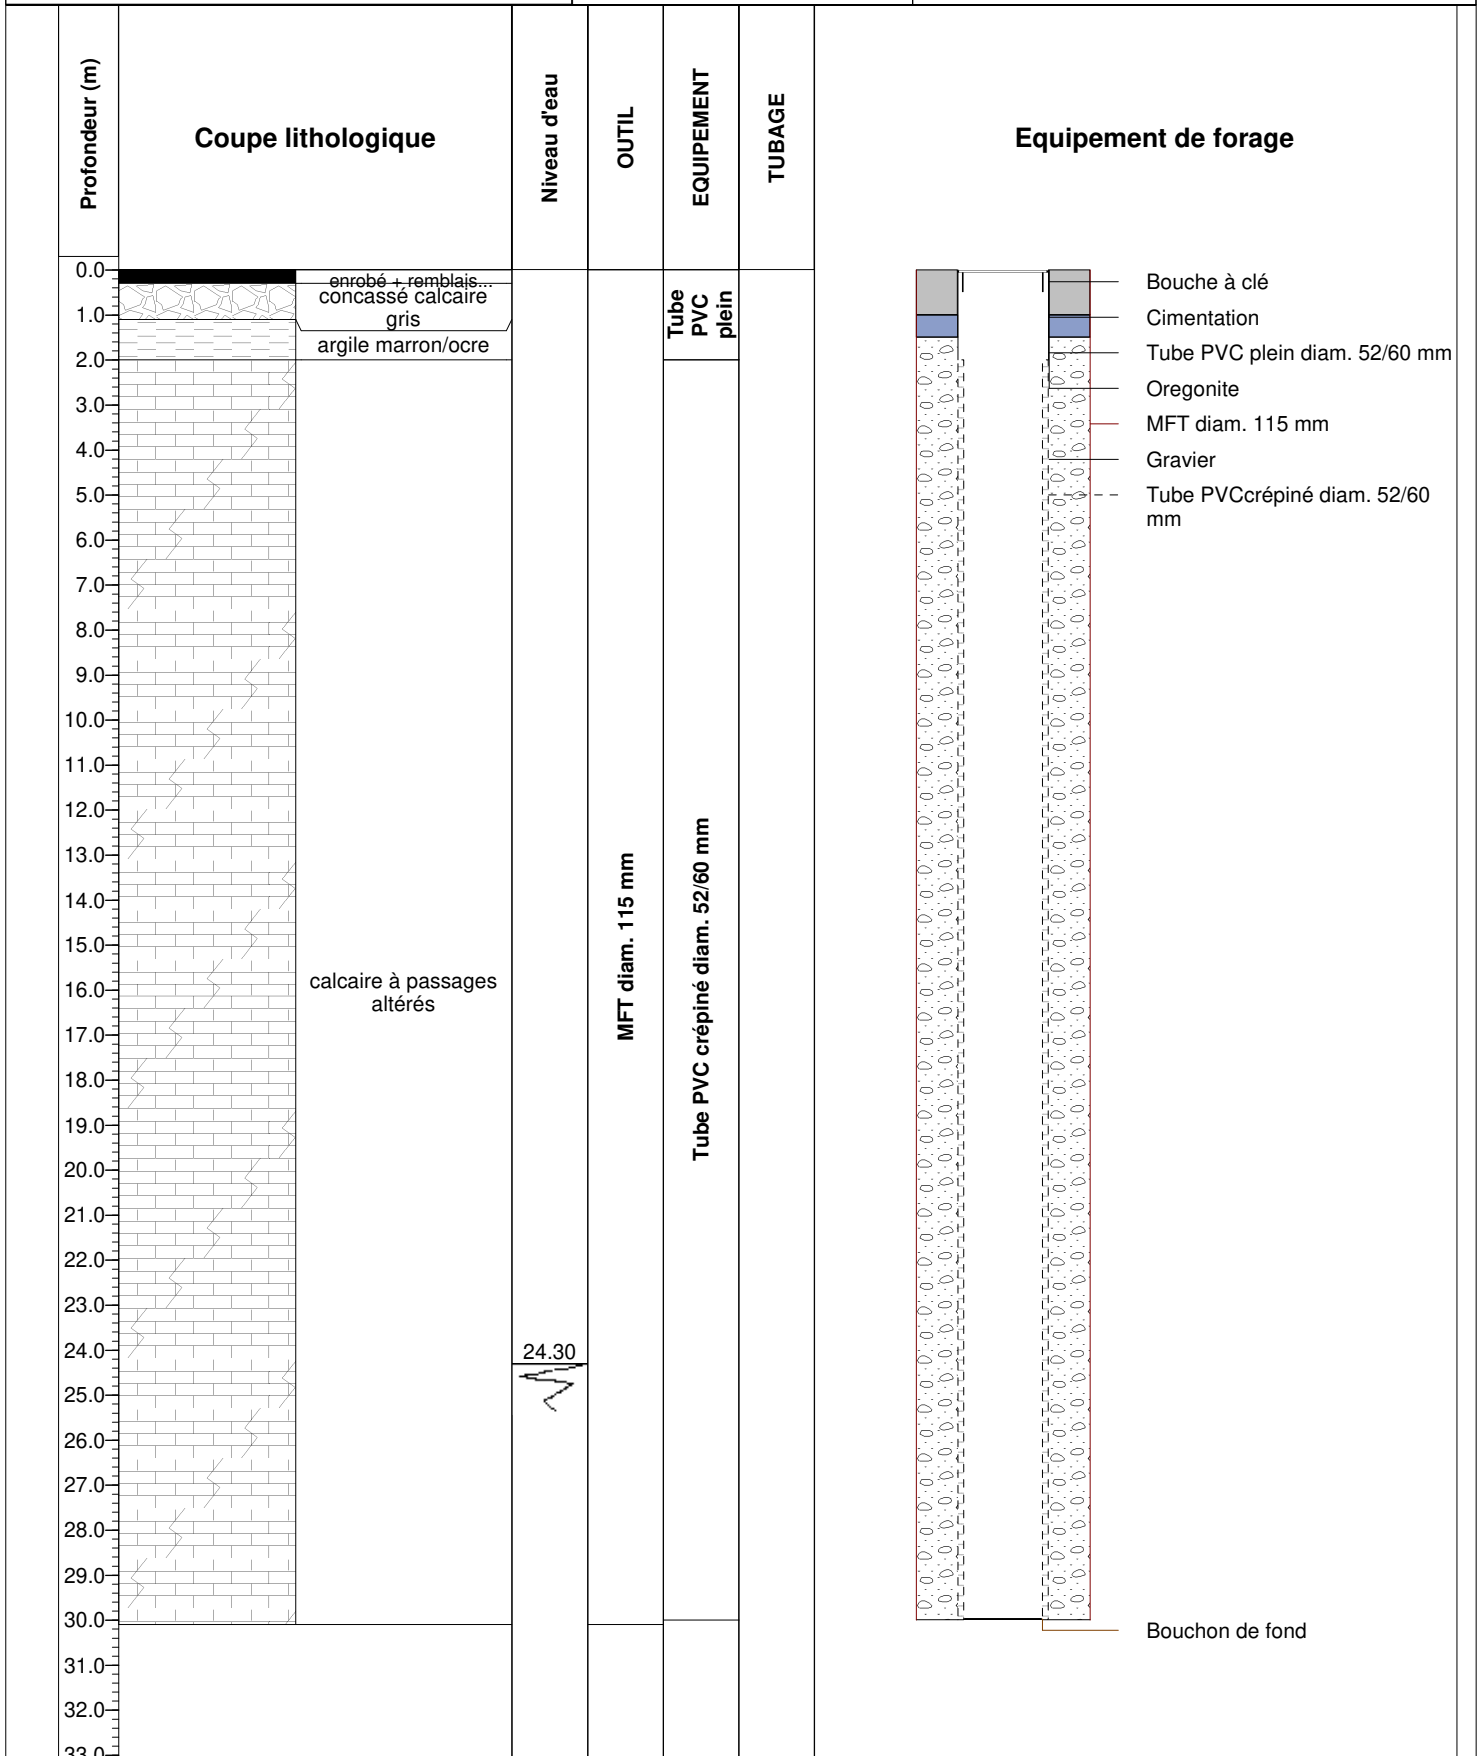 Profondeur (m)
Coupe lithologique
Niveau d'eau
OUTIL
EQUIPEMENT
TUBAGE
Equipement de forage
0.0
1.0
2.0
3.0
4.0
5.0
6.0
7.0
8.0
9.0
10.0
11.0
12.0
13.0
14.0
15.0
16.0
17.0
18.0
19.0
20.0
21.0
22.0
23.0
24.0
25.0
26.0
27.0
28.0
29.0
30.0
31.0
32.0
33.0
enrobé + remblais...
concassé calcaire
gris
argile marron/ocre
calcaire à passages
altérés
24.30
MFT diam. 115 mm
Tube
PVC
plein
Tube PVC crépiné diam. 52/60 mm
Bouche à clé
Cimentation
Tube PVC plein diam. 52/60 mm
Oregonite
MFT diam. 115 mm
Gravier
Tube PVCcrépiné diam. 52/60
mm
Bouchon de fond